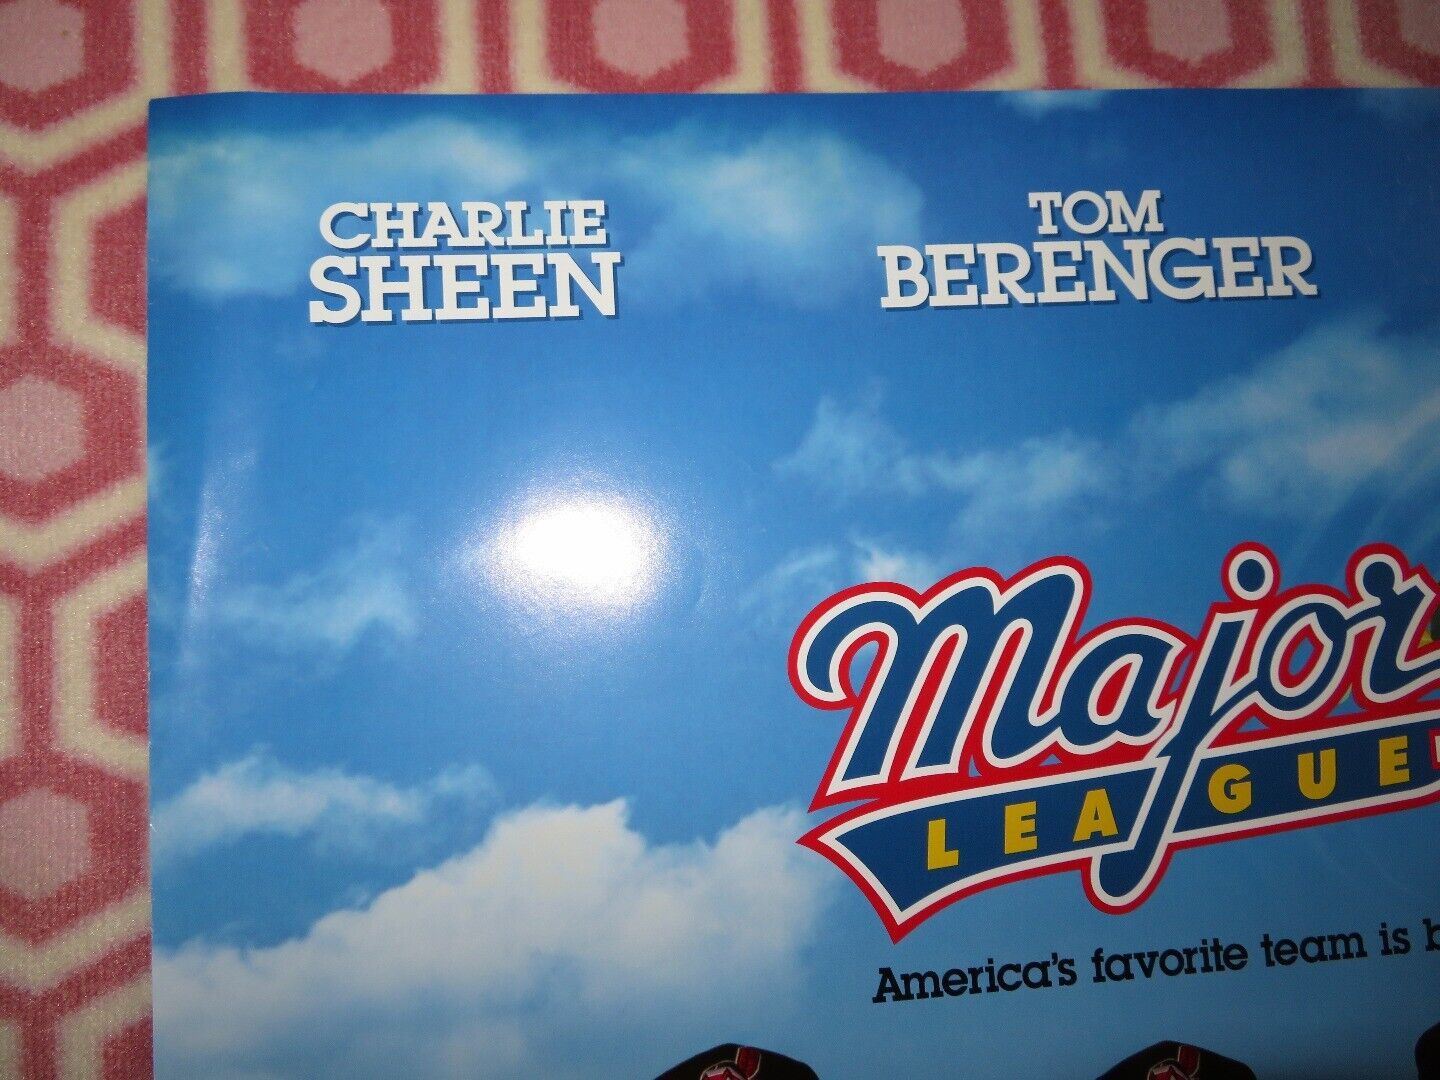 CHARLIE
SHEEN
TOM
BERENGER
Major
LEAGUE
America's favorite team is